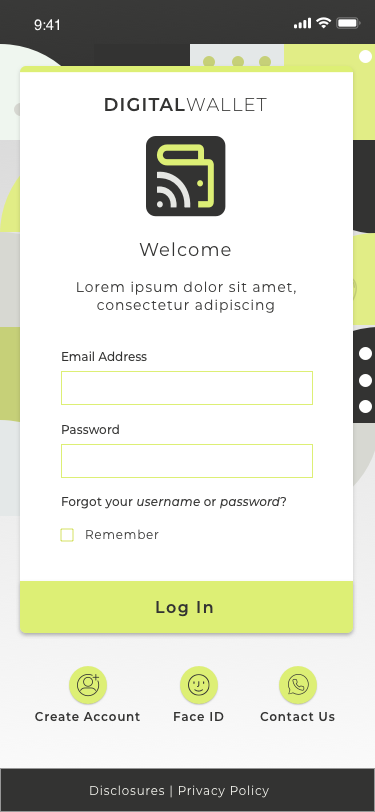 9:41
DIGITALWALLET
Welcome
Lorem ipsum dolor sit amet,
consectetur adipiscing
Email Address
Password
Forgot your username or password?
Remember
Log In
Create Account
Face ID
Contact Us
Disclosures | Privacy Policy